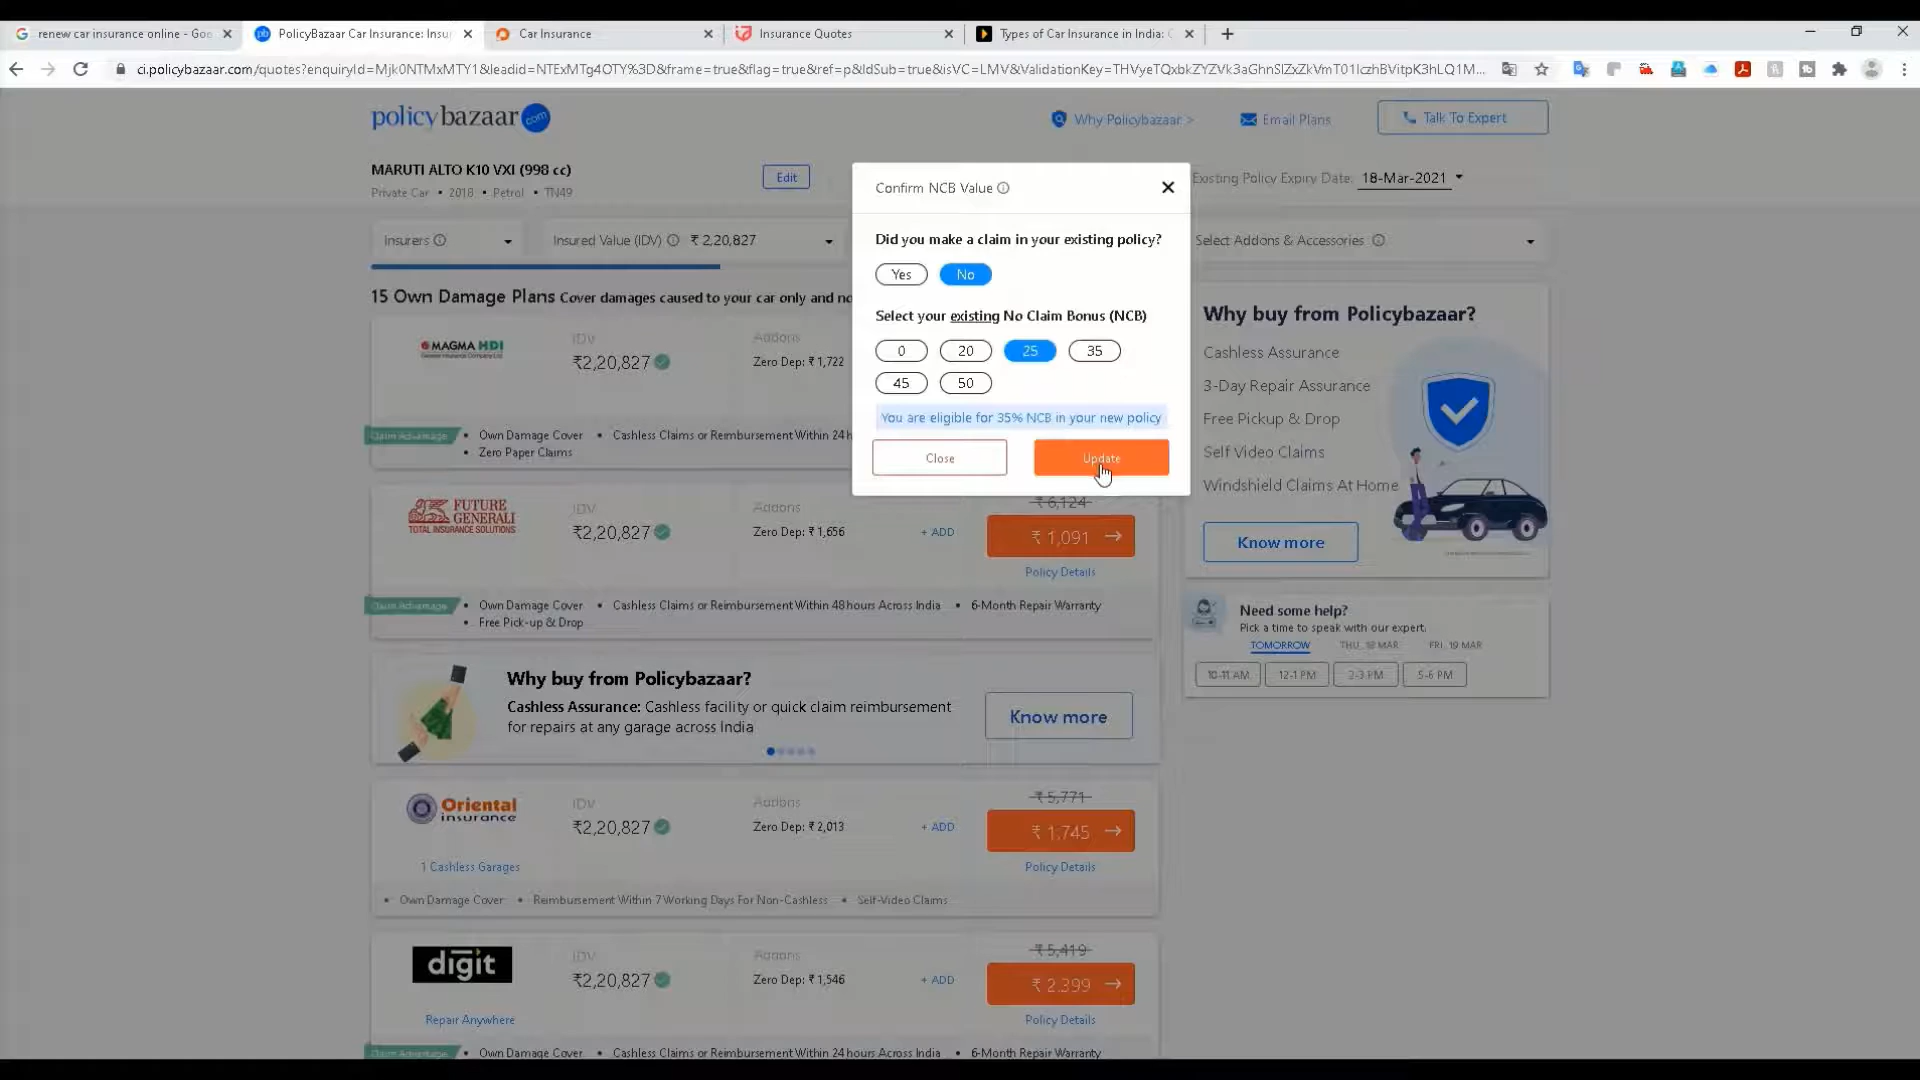 renew car insurance online - Goo
PolicyBazaar Car Insurance: Insu
Car Insurance
Insurance Quotes
Types of Car Insurance in India:
ci.policybazaar.com/quotes?enquiryId=Mjk0NTMxMTY1&leadid=NTExMTg4OTY%3D&frame=true&flag=true&ref=p&IdSub=true&isVC=LMV&ValidationKey=
policybazaar.com
Why Policybazaar >
Email Plans
Talk To Expert
MARUTI ALTO K10 VXI (998 cc)
Private Car • 2018 • Petrol • TN49
Edit
Existing Policy Expiry Date: 18-Mar-2021
Insurers
Insured Value (IDV) ₹ 2,20,827
Select Addons & Accessories
Confirm NCB Value
Did you make a claim in your existing policy?
Yes No
Select your existing No Claim Bonus (NCB)
0 20 25 35
45 50
You are eligible for 35% NCB in your new policy
Close Update
15 Own Damage Plans Cover damages caused to your car only and no
MAGMA HDI
General Insurance Company Ltd
IDV
₹2,20,827
Addons
Zero Dep: ₹ 1,722
Claim Advantage • Own Damage Cover • Cashless Claims or Reimbursement Within 24 h
• Zero Paper Claims
FUTURE
GENERALI
TOTAL INSURANCE SOLUTIONS
IDV
₹2,20,827
Addons
Zero Dep: ₹ 1,656
+ ADD
₹ 6,124
₹ 1,091
Policy Details
Claim Advantage • Own Damage Cover • Cashless Claims or Reimbursement Within 48 hours Across India • 6-Month Repair Warranty
• Free Pick-up & Drop
Why buy from Policybazaar?
Cashless Assurance: Cashless facility or quick claim reimbursement
for repairs at any garage across India
Know more
Oriental
insurance
IDV
₹2,20,827
Addons
Zero Dep: ₹ 2,013
+ ADD
₹ 5,771
₹ 1,745
1 Cashless Garages
Policy Details
• Own Damage Cover • Reimbursement Within 7 Working Days For Non-Cashless • Self-Video Claims
digit
IDV
₹2,20,827
Addons
Zero Dep: ₹ 1,546
+ ADD
₹ 5,419
₹ 2,399
Repair Anywhere
Policy Details
Claim Advantage • Own Damage Cover • Cashless Claims or Reimbursement Within 24 hours Across India • 6-Month Repair Warranty
Why buy from Policybazaar?
Cashless Assurance
3-Day Repair Assurance
Free Pickup & Drop
Self Video Claims
Windshield Claims At Home
Know more
Need some help?
Pick a time to speak with our expert.
TOMORROW THU, 18 MAR FRI, 19 MAR
10-11 AM 12-1 PM 2-3 PM 5-6 PM